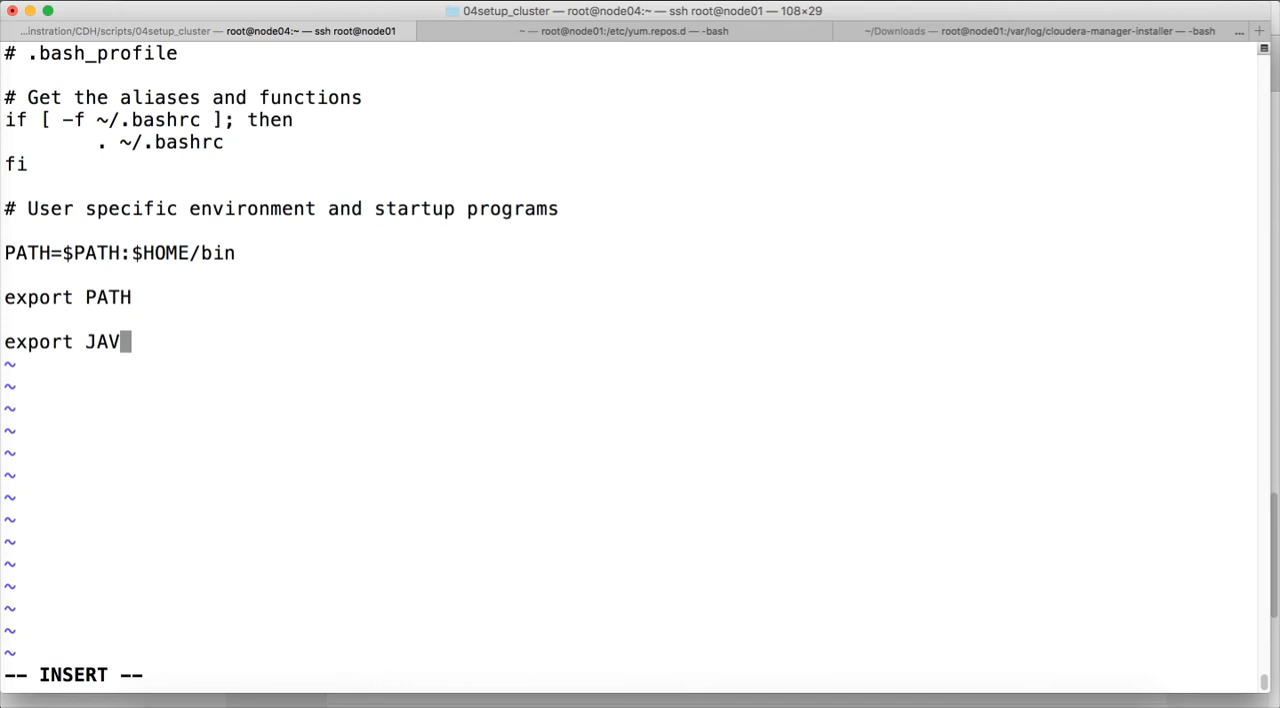 04setup_cluster — root@node04:~ — ssh root@node01 — 108×29
...inistration/CDH/scripts/04setup_cluster — root@node04:~ — ssh root@node01
~ — root@node01:/etc/yum.repos.d — -bash
~/Downloads — root@node01:/var/log/cloudera-manager-installer — -bash
... +
# .bash_profile
# Get the aliases and functions
if [ -f ~/.bashrc ]; then
        . ~/.bashrc
fi
# User specific environment and startup programs
PATH=$PATH:$HOME/bin
export PATH
export JAV
~
~
~
~
~
~
~
~
~
~
~
~
~
~
-- INSERT --